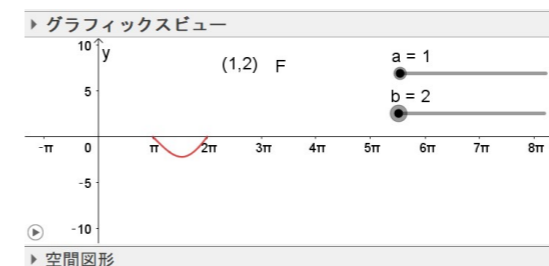 グラフィックスビュー
10
y
(1,2) F
a = 1
5
b = 2
-π 0 π 2π 3π 4π 5π 6π 7π 8π
-5
-10
空間図形